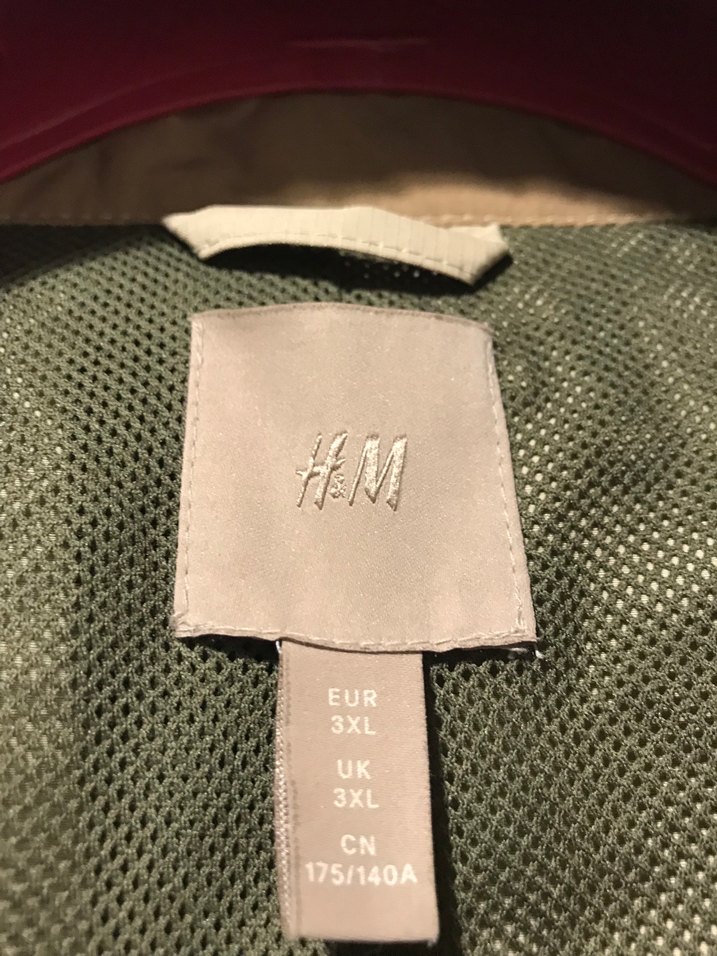 H&M
EUR
3XL
UK
3XL
CN
175/140A